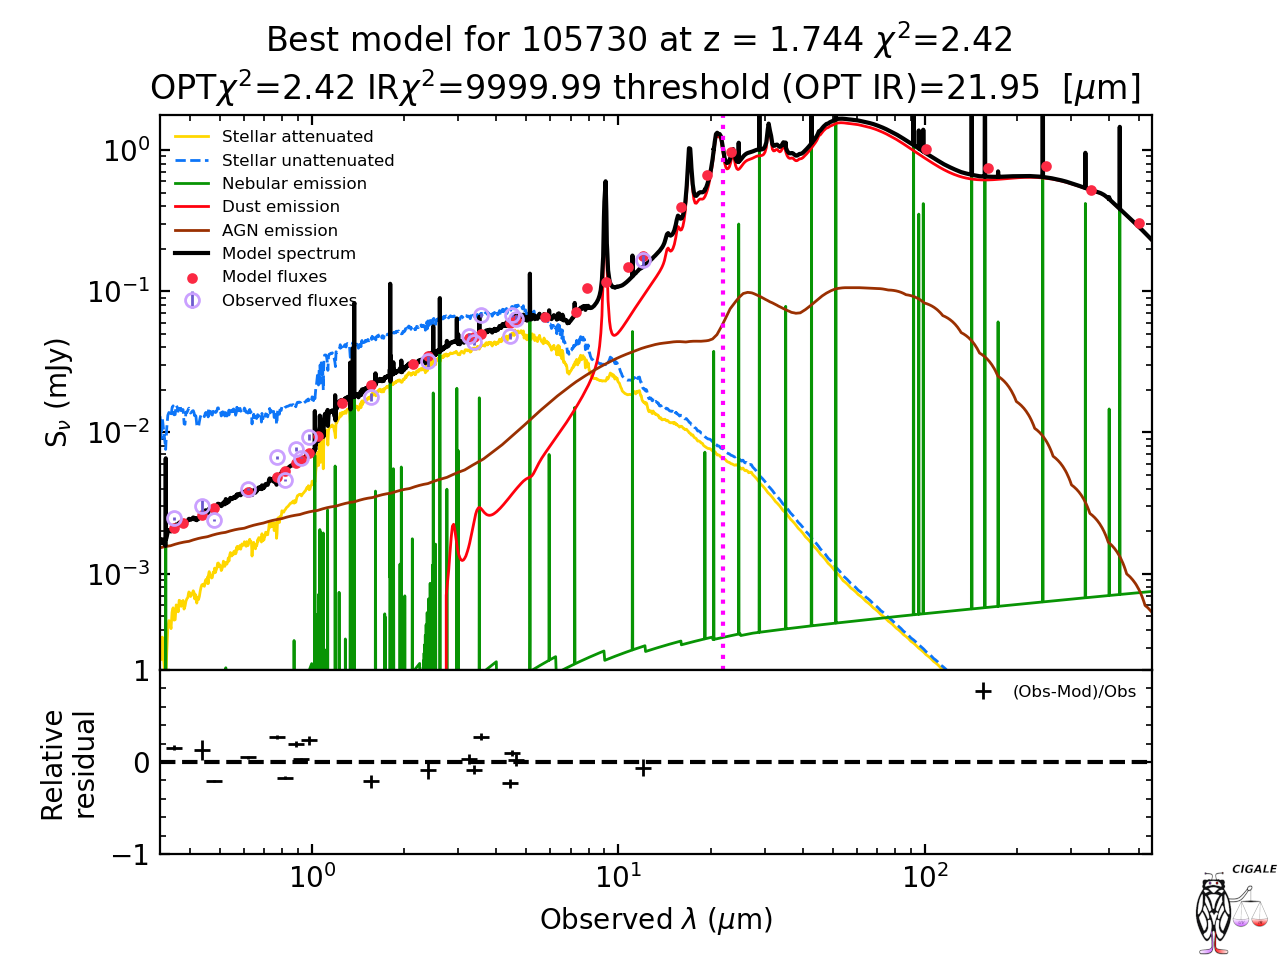 Best model for 105730 at z = 1.744 χ²=2.42
OPTχ²=2.42 IRχ²=9999.99 threshold (OPT IR)=21.95 [μm]
Stellar attenuated
Stellar unattenuated
Nebular emission
Dust emission
AGN emission
Model spectrum
Model fluxes
Observed fluxes
10⁰
10⁻¹
10⁻²
10⁻³
S_ν (mJy)
1
0
−1
Relative
residual
(Obs-Mod)/Obs
10⁰ 10¹ 10²
Observed λ (μm)
CIGALE